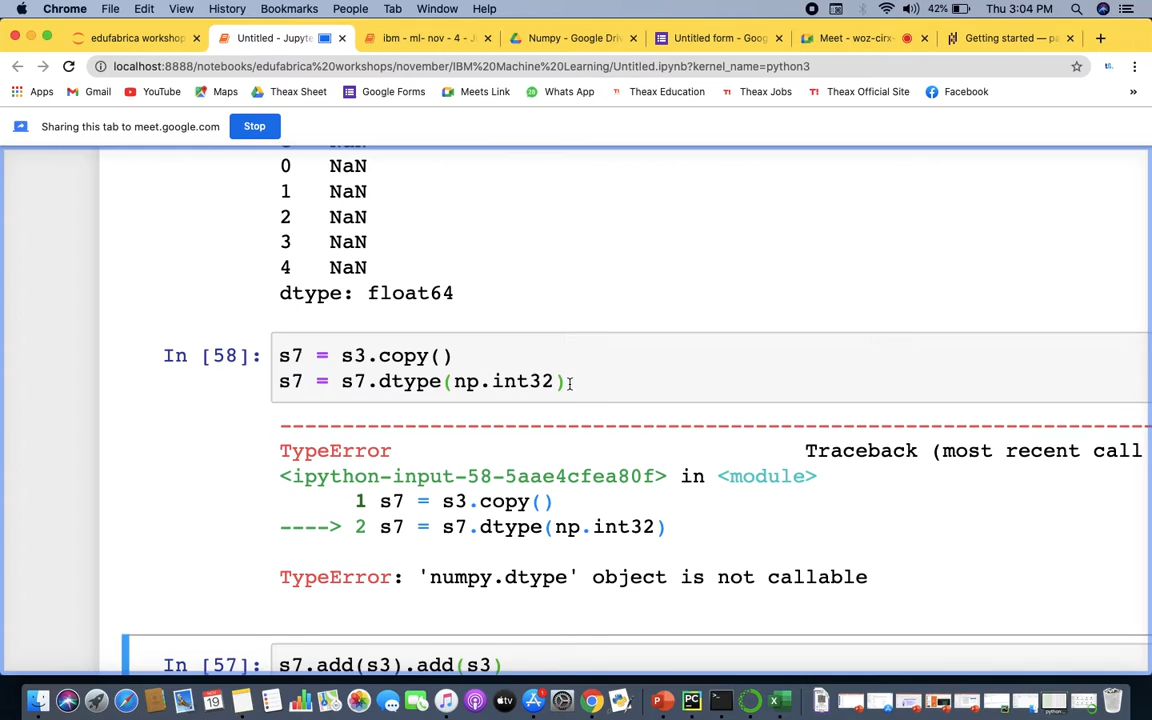 Chrome File Edit View History Bookmarks People Tab Window Help 42% Thu 3:04 PM
edufabrica workshop Untitled - Jupyte ibm - ml- nov - 4 - Ju Numpy - Google Driv Untitled form - Goog Meet - woz-cirx- Getting started — pa
localhost:8888/notebooks/edufabrica%20workshops/november/IBM%20Machine%20Learning/Untitled.ipynb?kernel_name=python3
Apps Gmail YouTube Maps Theax Sheet Google Forms Meets Link Whats App Theax Education Theax Jobs Theax Official Site Facebook »
Sharing this tab to meet.google.com Stop
0 NaN
1 NaN
2 NaN
3 NaN
4 NaN
dtype: float64
In [58]: s7 = s3.copy()
s7 = s7.dtype(np.int32)
TypeError Traceback (most recent call
<ipython-input-58-5aae4cfea80f> in <module>
1 s7 = s3.copy()
----> 2 s7 = s7.dtype(np.int32)
TypeError: 'numpy.dtype' object is not callable
In [57]: s7.add(s3).add(s3)